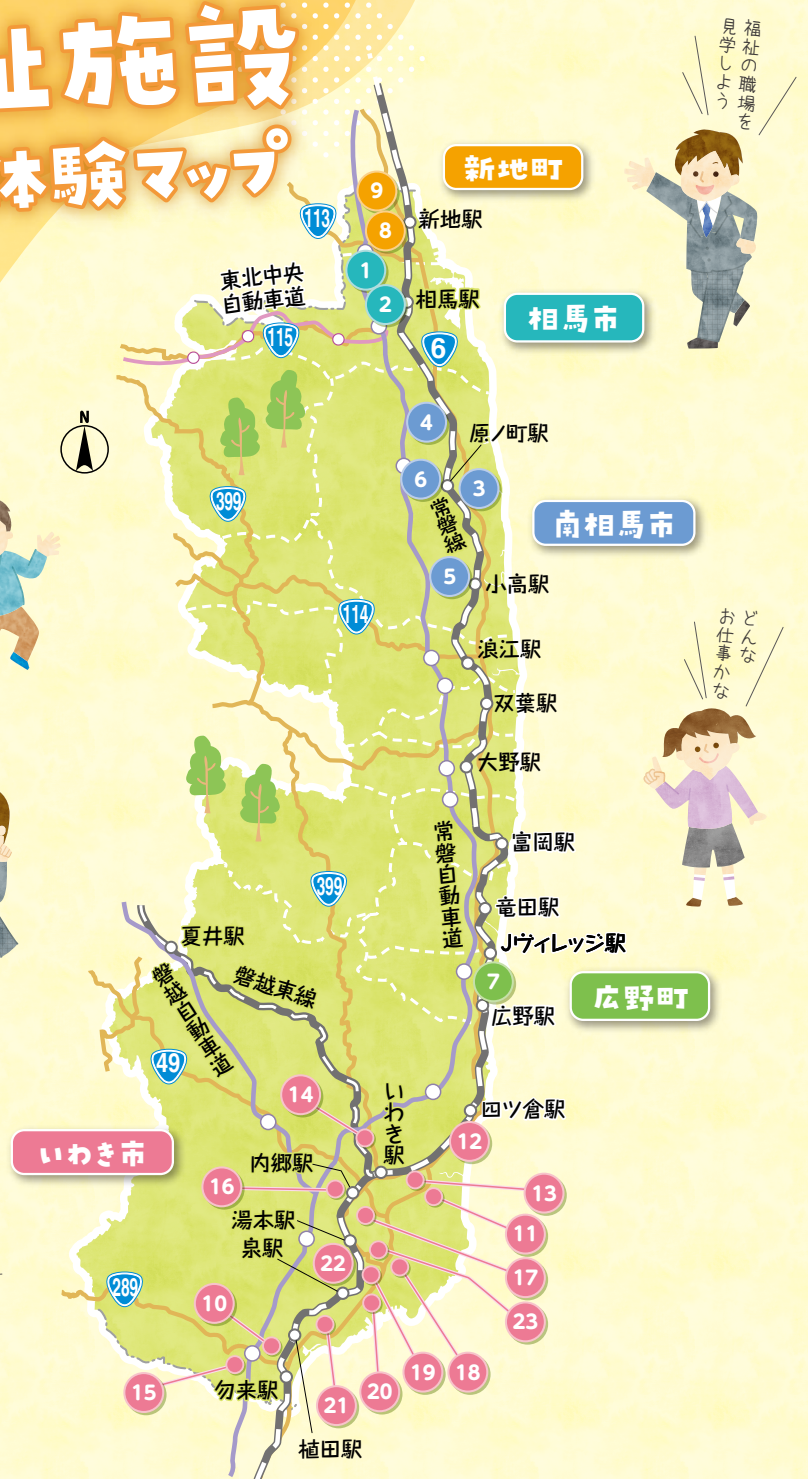 祉施設
体験マップ
福祉の職場を
見学しよう
新地町
9
113
8
新地駅
1
東北中央
自動車道
2
相馬駅
相馬市
115
6
N
4
原ノ町駅
6
3
399
常磐線
南相馬市
5
小高駅
114
どんな
お仕事かな
浪江駅
双葉駅
大野駅
常磐自動車道
富岡駅
399
竜田駅
夏井駅
Jヴィレッジ駅
磐越東線
7
広野町
磐越自動車道
広野駅
49
14
いわき駅
四ツ倉駅
いわき市
12
内郷駅
16
13
湯本駅
11
泉駅
22
17
289
10
23
15
勿来駅
21
20
19
18
植田駅